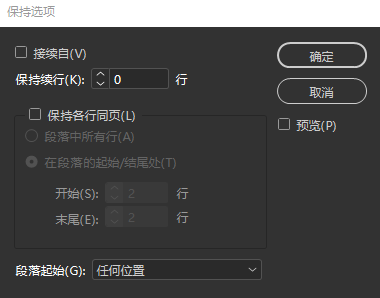 保持选项
接续自(V)
确定
保持续行(K): 0 行
取消
保持各行同页(L)
预览(P)
段落中所有行(A)
在段落的起始/结尾处(T)
开始(S): 2 行
末尾(E): 2 行
段落起始(G): 任何位置